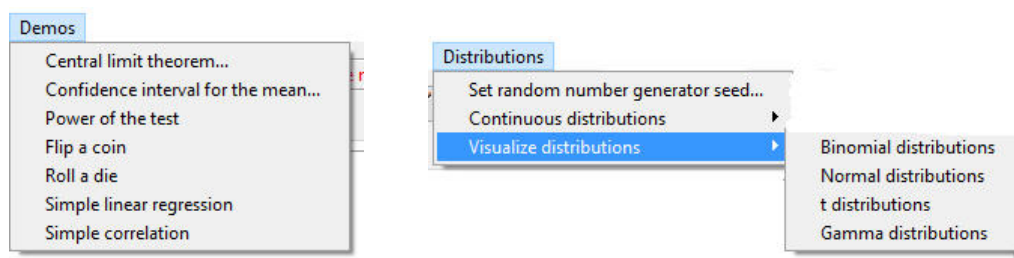 Demos
Central limit theorem...
Confidence interval for the mean...
Power of the test
Flip a coin
Roll a die
Simple linear regression
Simple correlation
Distributions
Set random number generator seed...
Continuous distributions
Visualize distributions
Binomial distributions
Normal distributions
t distributions
Gamma distributions